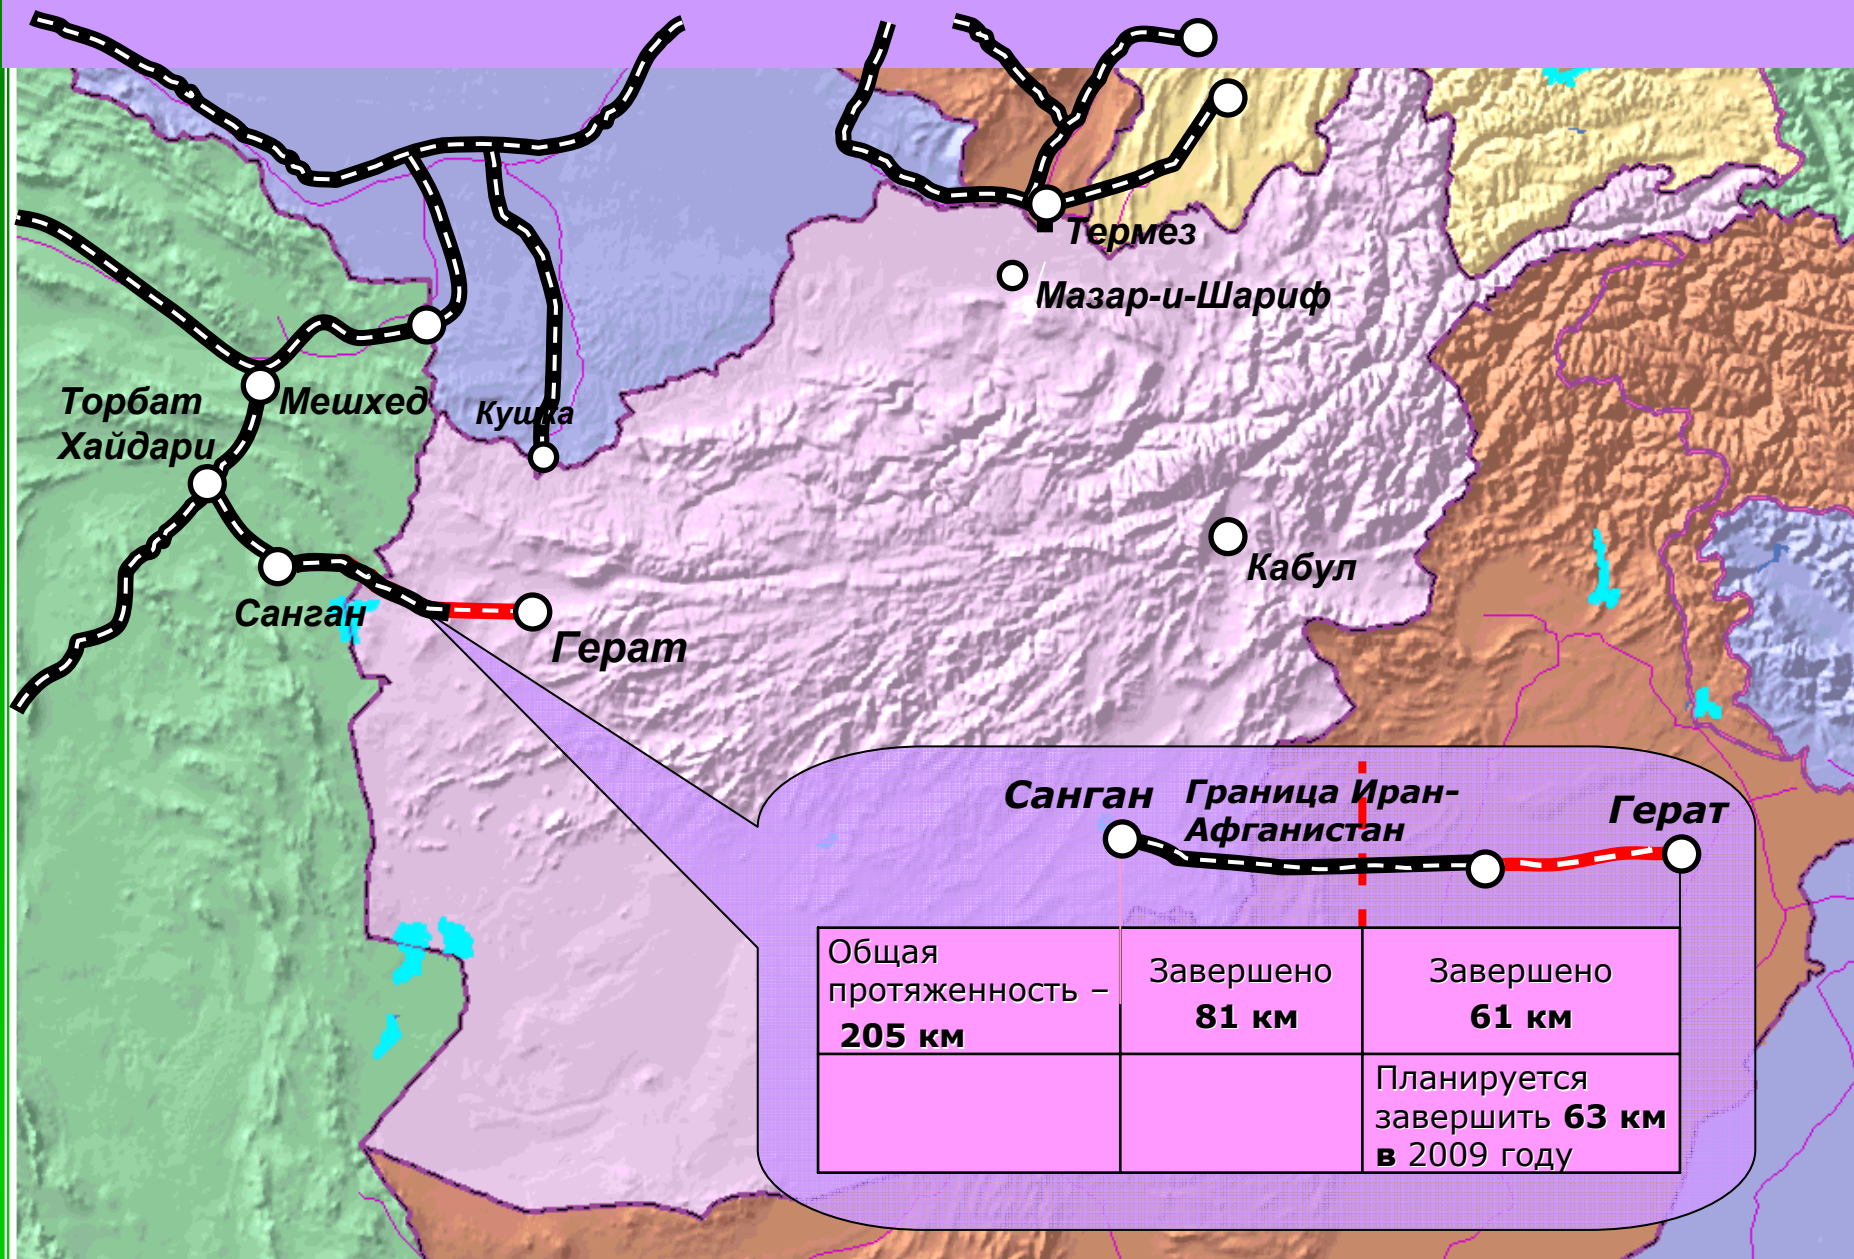 Термез
Мазар-и-Шариф
Торбат
Хайдари
Мешхед
Кушка
Кабул
Санган
Герат
Санган
Граница Иран-
Афганистан
Герат
Общая
протяженность –
205 км
Завершено
81 км
Завершено
61 км
Планируется
завершить 63 км
в 2009 году